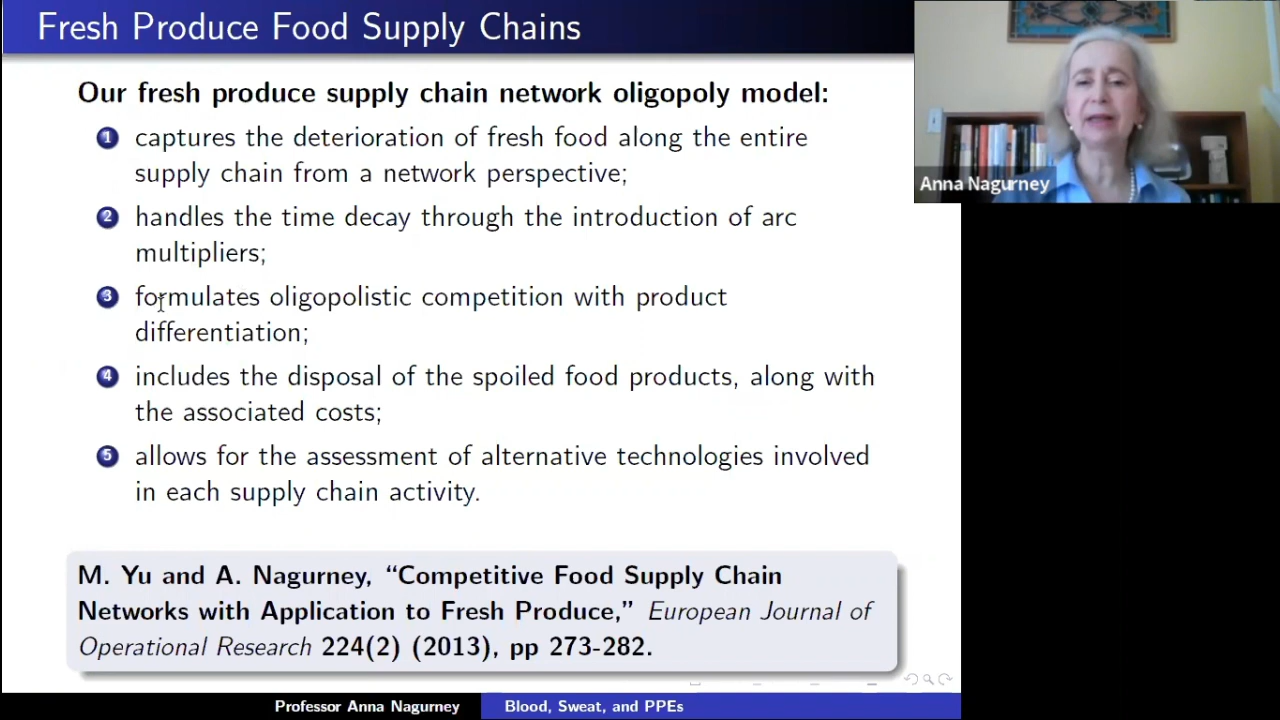 Fresh Produce Food Supply Chains
Our fresh produce supply chain network oligopoly model:
1 captures the deterioration of fresh food along the entire
supply chain from a network perspective;
2 handles the time decay through the introduction of arc
multipliers;
3 formulates oligopolistic competition with product
differentiation;
4 includes the disposal of the spoiled food products, along with
the associated costs;
5 allows for the assessment of alternative technologies involved
in each supply chain activity.
M. Yu and A. Nagurney, “Competitive Food Supply Chain
Networks with Application to Fresh Produce,” European Journal of
Operational Research 224(2) (2013), pp 273-282.
Professor Anna Nagurney
Blood, Sweat, and PPEs
Anna Nagurney